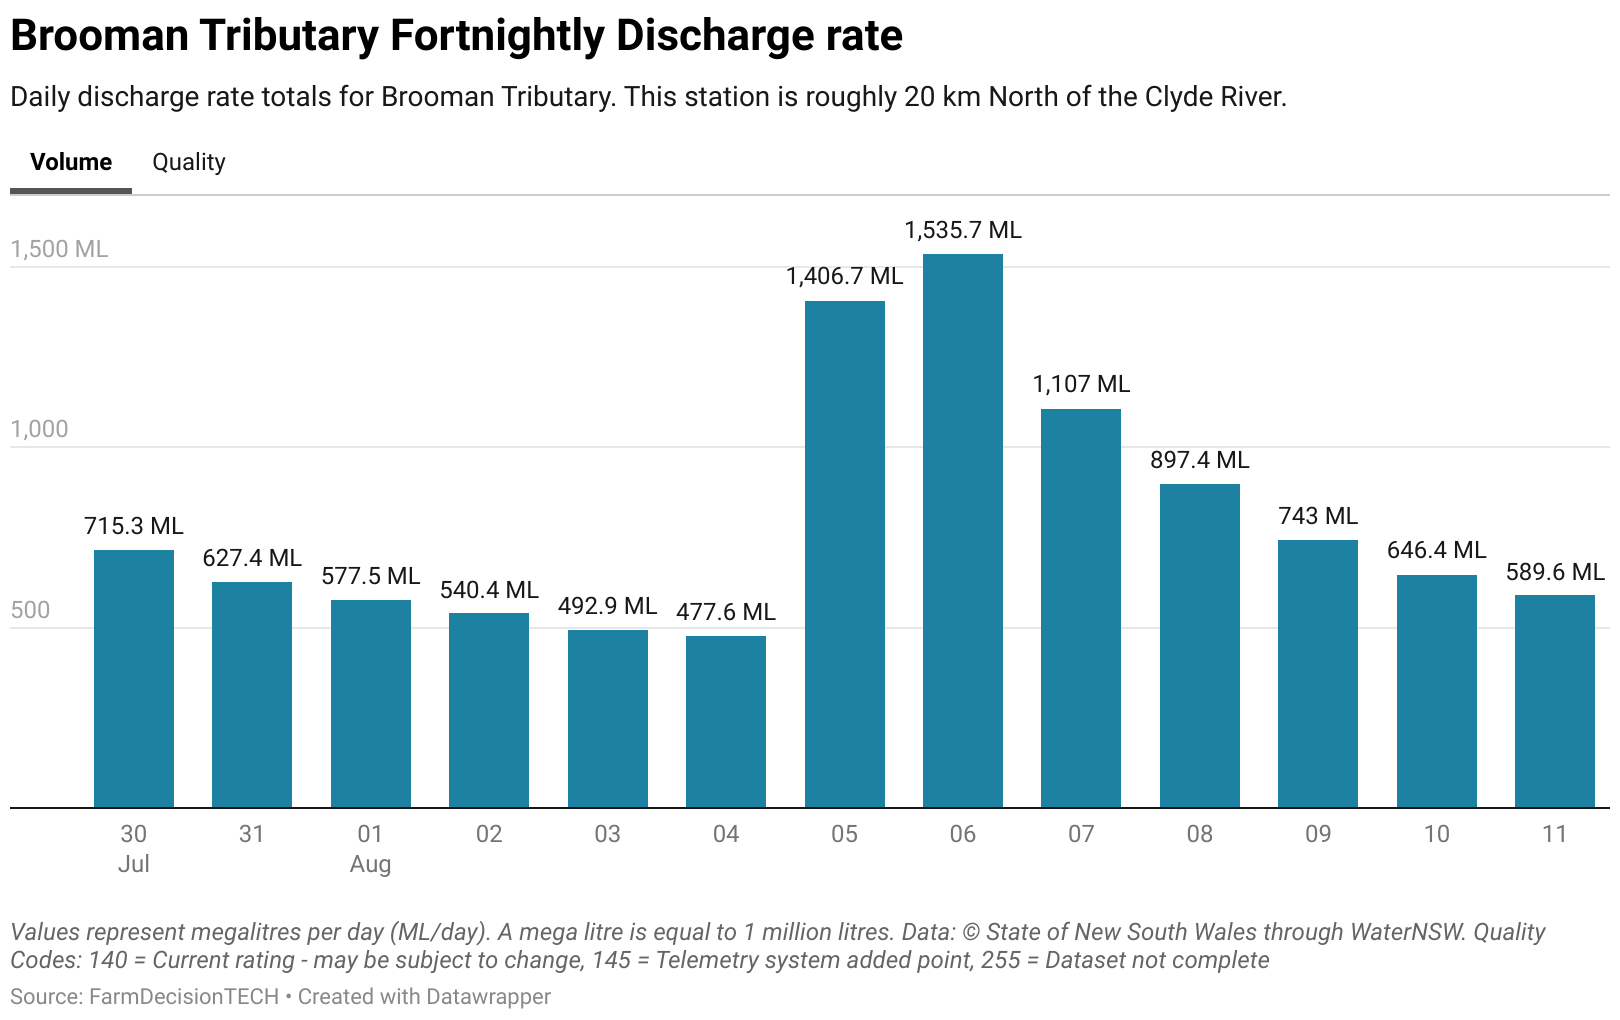 Brooman Tributary Fortnightly Discharge rate
Daily discharge rate totals for Brooman Tributary. This station is roughly 20 km North of the Clyde River.
Volume Quality
1,500 ML
1,000
500
715.3 ML
627.4 ML
577.5 ML
540.4 ML
492.9 ML
477.6 ML
1,406.7 ML
1,535.7 ML
1,107 ML
897.4 ML
743 ML
646.4 ML
589.6 ML
30 31 01 02 03 04 05 06 07 08 09 10 11
Jul Aug
Values represent megalitres per day (ML/day). A mega litre is equal to 1 million litres. Data: © State of New South Wales through WaterNSW. Quality
Codes: 140 = Current rating - may be subject to change, 145 = Telemetry system added point, 255 = Dataset not complete
Source: FarmDecisionTECH • Created with Datawrapper